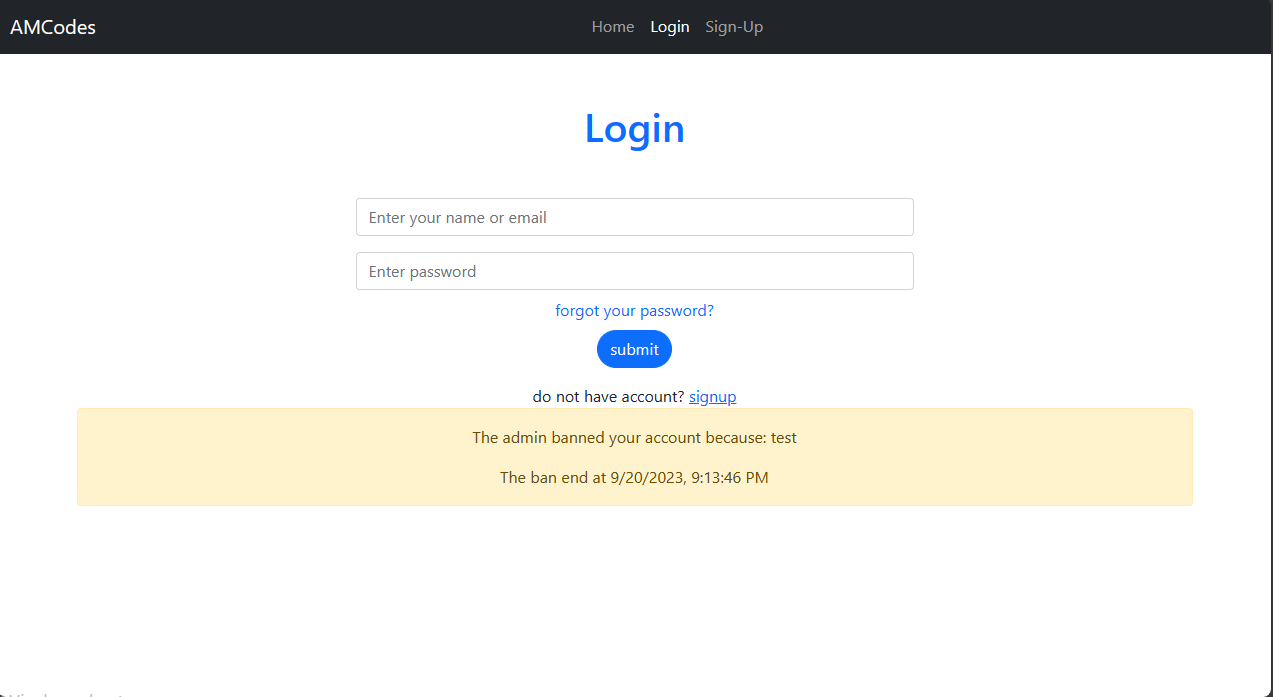 AMCodes
Home Login Sign-Up
Login
Enter your name or email
Enter password
forgot your password?
submit
do not have account? signup
The admin banned your account because: test
The ban end at 9/20/2023, 9:13:46 PM